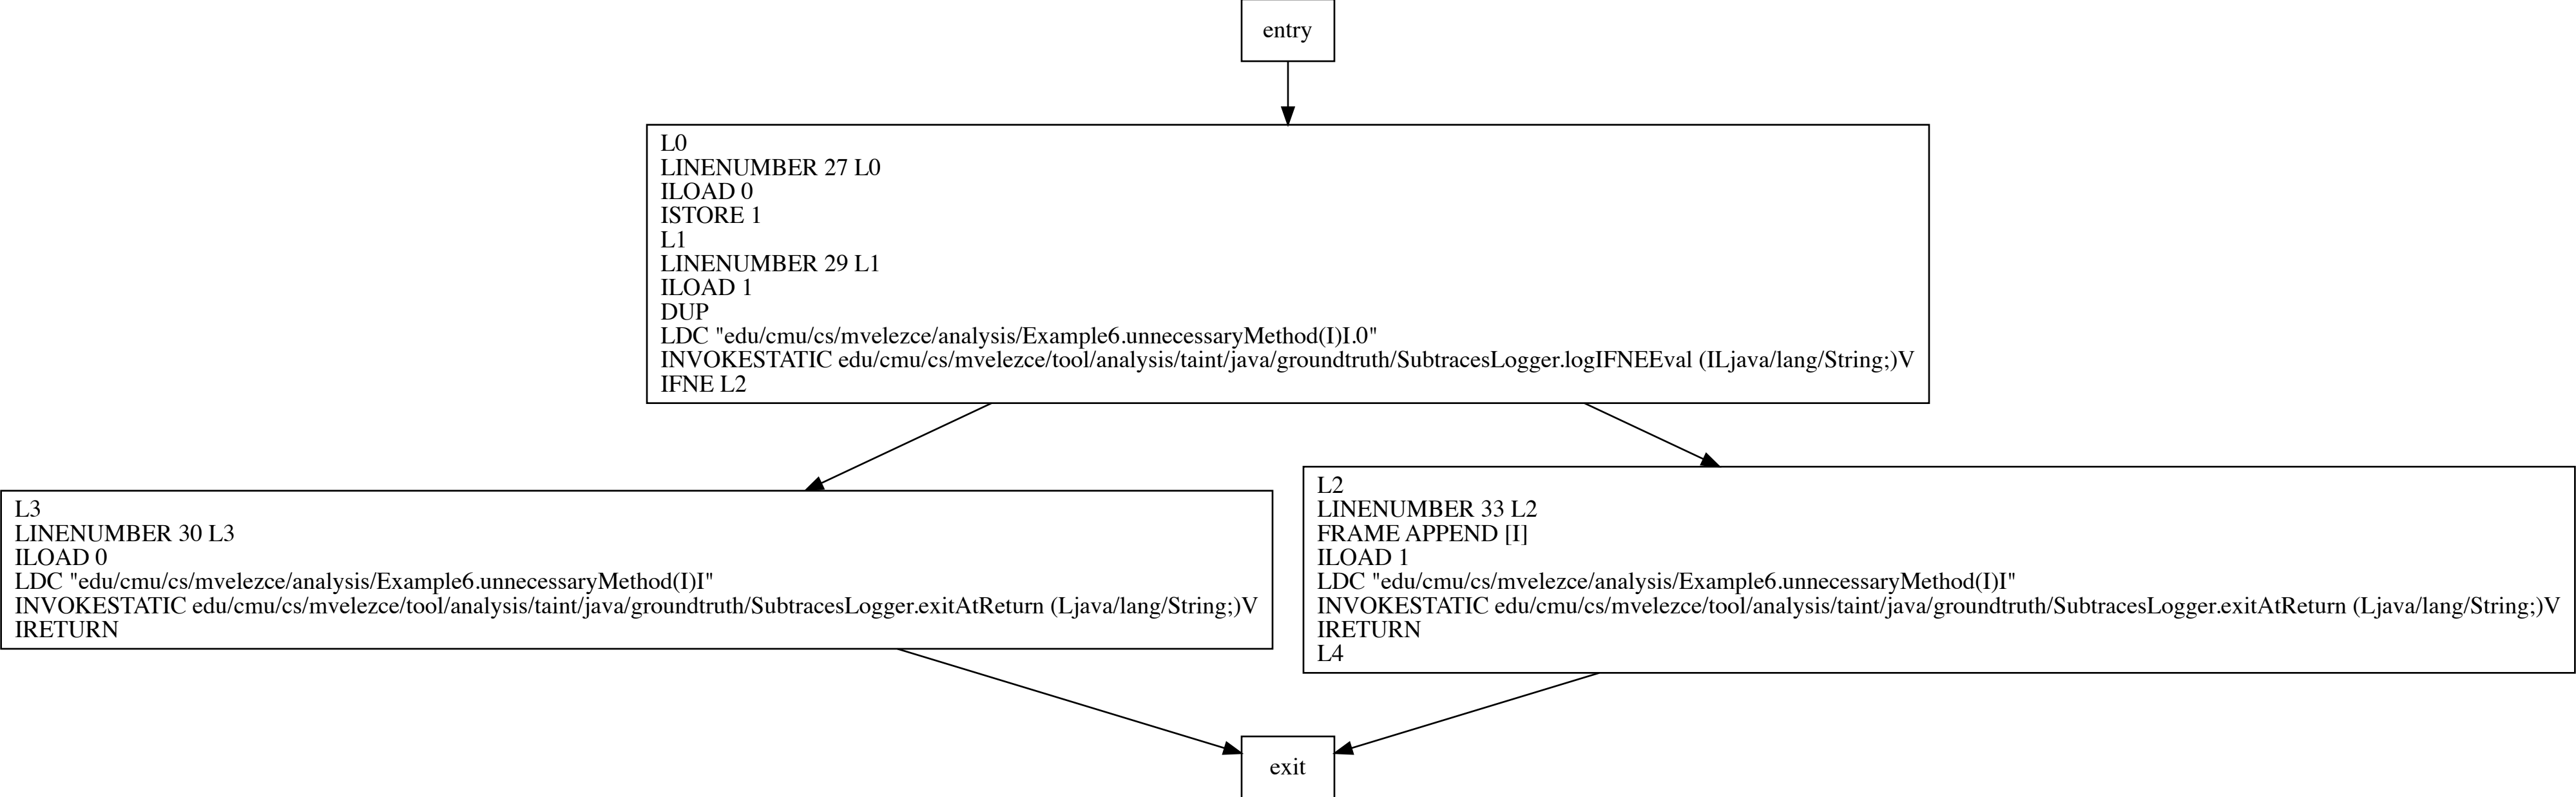 entry
L0
LINENUMBER 27 L0
ILOAD 0
ISTORE 1
L1
LINENUMBER 29 L1
ILOAD 1
DUP
LDC "edu/cmu/cs/mvelezce/analysis/Example6.unnecessaryMethod(I)I.0"
INVOKESTATIC edu/cmu/cs/mvelezce/tool/analysis/taint/java/groundtruth/SubtracesLogger.logIFNEEval (ILjava/lang/String;)V
IFNE L2
L3
LINENUMBER 30 L3
ILOAD 0
LDC "edu/cmu/cs/mvelezce/analysis/Example6.unnecessaryMethod(I)I"
INVOKESTATIC edu/cmu/cs/mvelezce/tool/analysis/taint/java/groundtruth/SubtracesLogger.exitAtReturn (Ljava/lang/String;)V
IRETURN
L2
LINENUMBER 33 L2
FRAME APPEND [I]
ILOAD 1
LDC "edu/cmu/cs/mvelezce/analysis/Example6.unnecessaryMethod(I)I"
INVOKESTATIC edu/cmu/cs/mvelezce/tool/analysis/taint/java/groundtruth/SubtracesLogger.exitAtReturn (Ljava/lang/String;)V
IRETURN
L4
exit